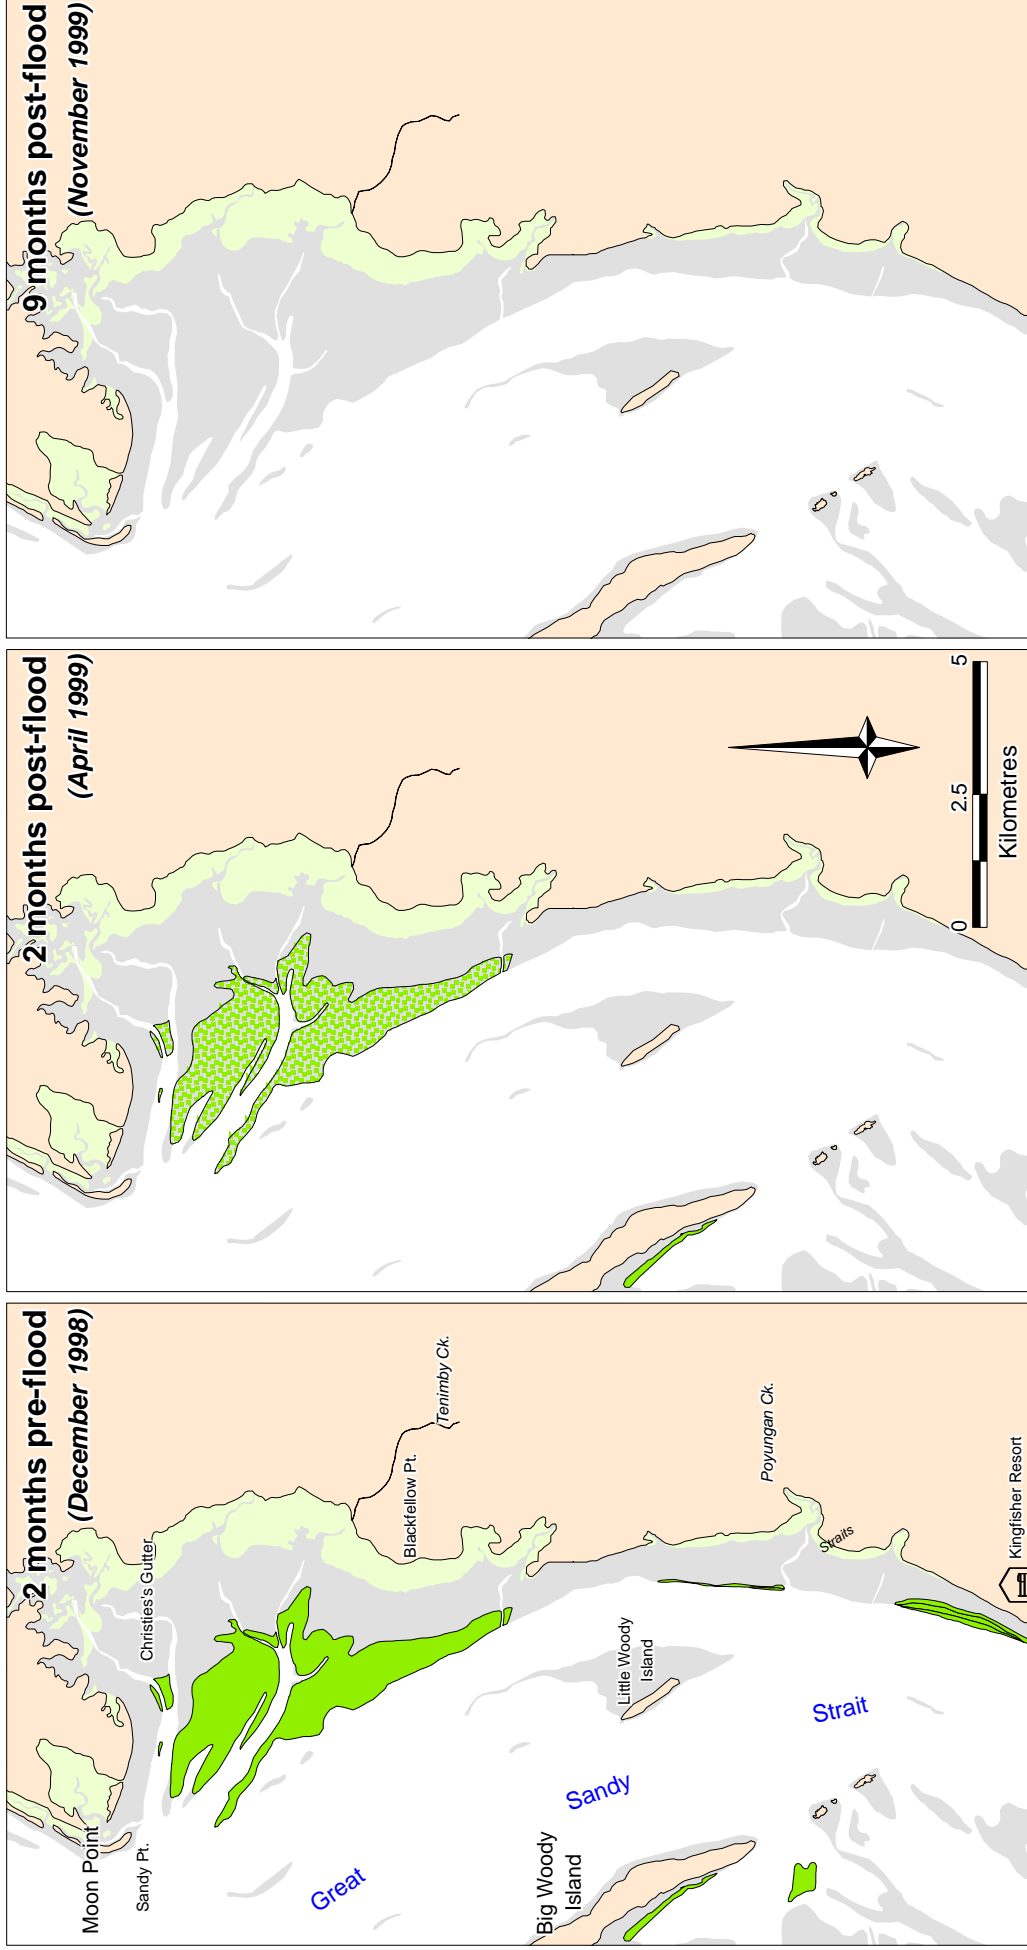 2 months pre-flood
(December 1998)
Moon Point
Sandy Pt.
Christies's Gutter
Great
Blackfellow Pt.
Tenimby Ck.
Big Woody
Island
Sandy
Little Woody
Island
Poyungan Ck.
Straits
Strait
Kingfisher Resort
2 months post-flood
(April 1999)
0
2.5
5
Kilometres
9 months post-flood
(November 1999)